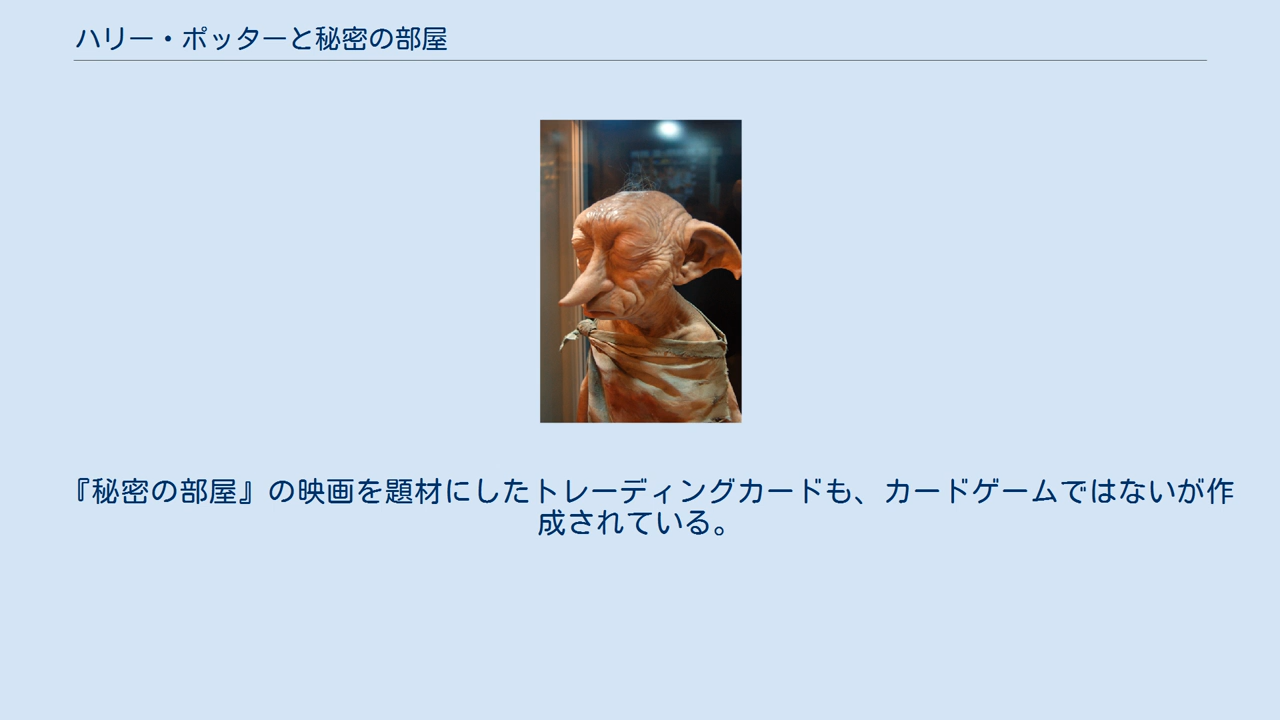 ハリー・ポッターと秘密の部屋
『秘密の部屋』の映画を題材にしたトレーディングカードも、カードゲームではないが作
成されている。